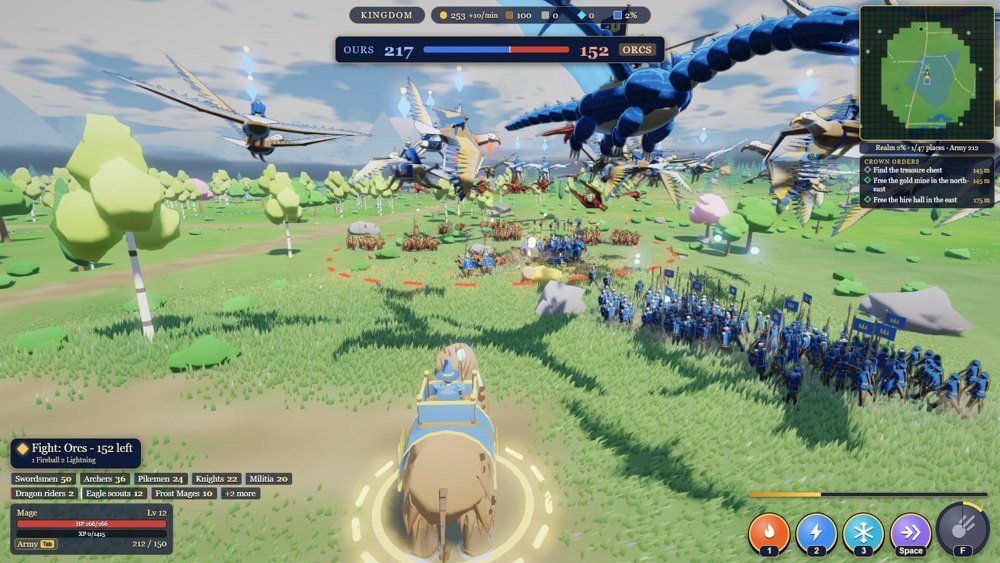 KINGDOM
253 +10/min 100 0 0 2%
OURS 217 152 ORCS
Realm 2% · 1/47 places · Army 212
CROWN ORDERS
Find the treasure chest 145 m
Free the gold mine in the north-east 145 m
Free the hire hall in the east 175 m
Fight: Orcs - 152 left
1 Fireball 2 Lightning
Swordsmen 50 Archers 36 Pikemen 24 Knights 22 Militia 20
Dragon riders 2 Eagle scouts 12 Frost Mages 10 +2 more
Mage Lv 12
HP 266/266
XP 0/1415
Army Tab 212 / 150
1 2 3 Space F